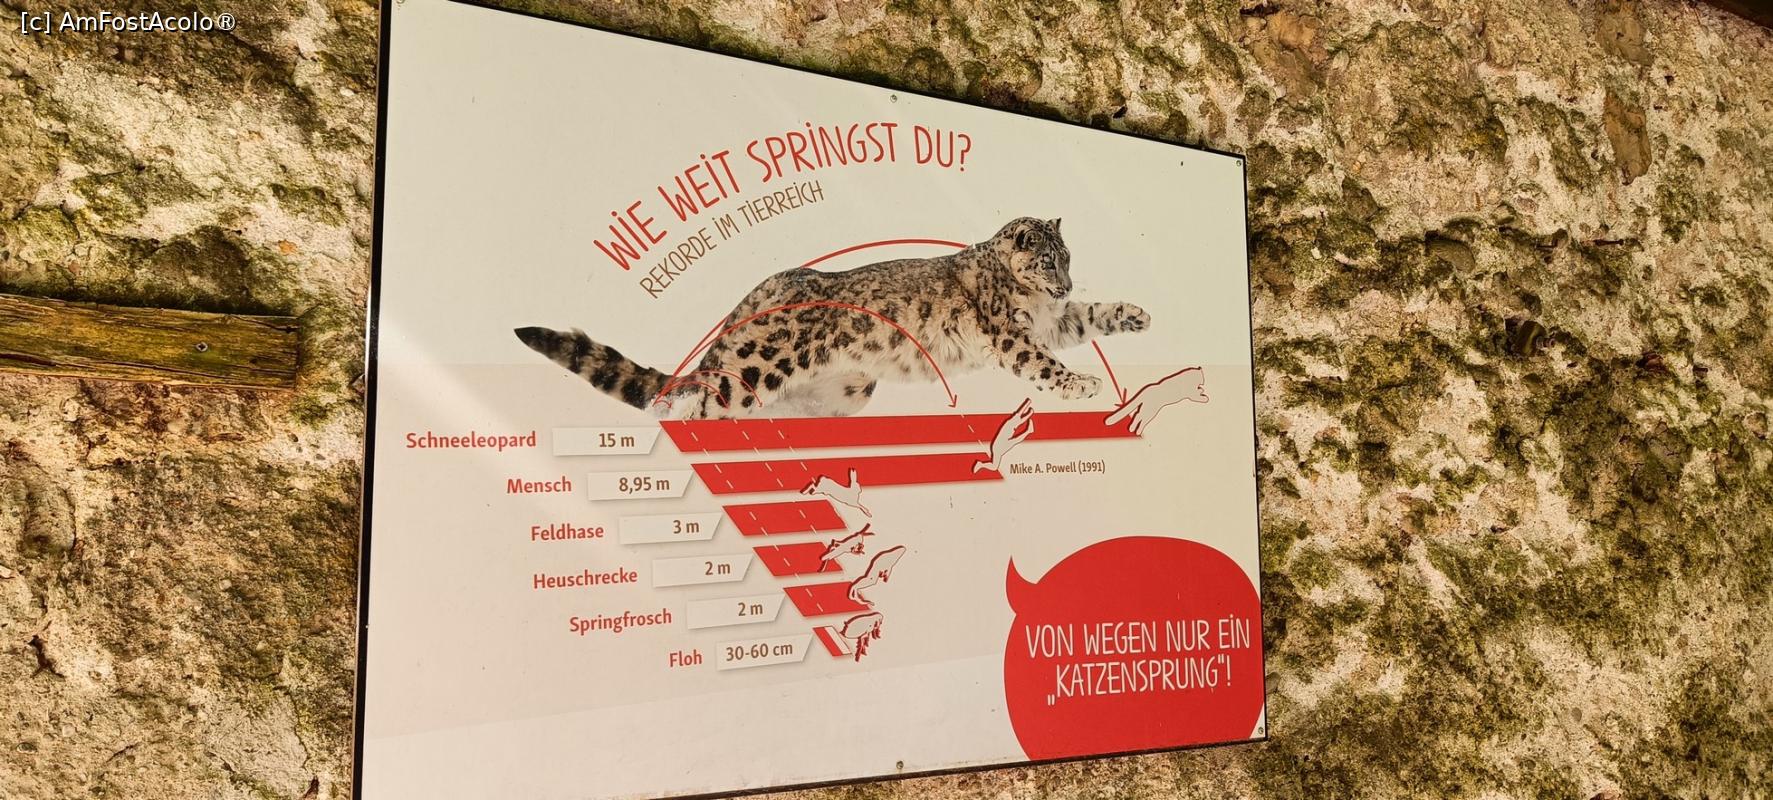 [c] AmFostAcolo®
WIE WEIT SPRINGST DU?
REKORDE IM TIERREICH
Schneeleopard 15 m
Mensch 8,95 m
Mike A. Powell (1991)
Feldhase 3 m
Heuschrecke 2 m
Springfrosch 2 m
Floh 30-60 cm
VON WEGEN NUR EIN
„KATZENSPRUNG“!